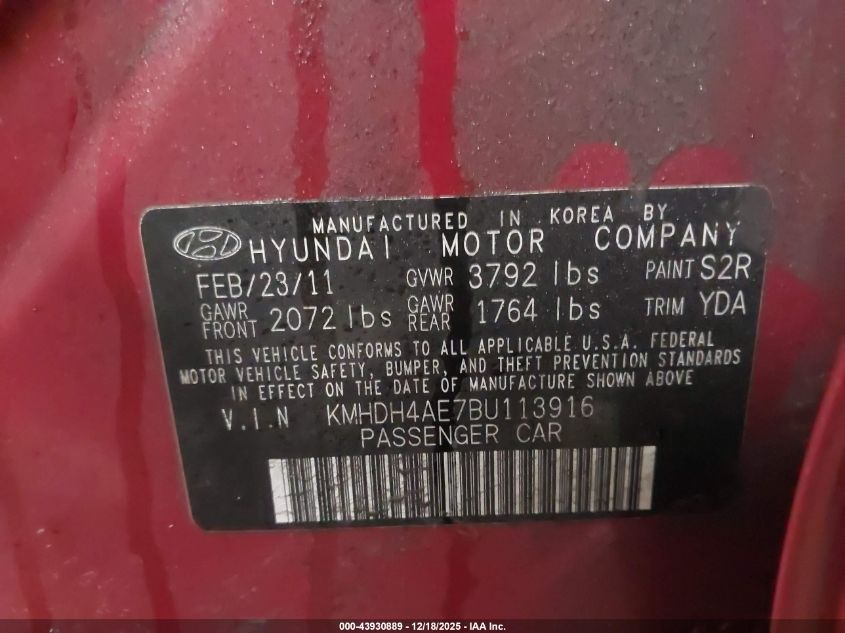 MANUFACTURED IN KOREA BY
HYUNDAI MOTOR COMPANY
FEB/23/11 GVWR 3792 lbs PAINT S2R
GAWR FRONT 2072 lbs GAWR REAR 1764 lbs TRIM YDA
THIS VEHICLE CONFORMS TO ALL APPLICABLE U.S.A. FEDERAL
MOTOR VEHICLE SAFETY, BUMPER, AND THEFT PREVENTION STANDARDS
IN EFFECT ON THE DATE OF MANUFACTURE SHOWN ABOVE
V.I.N KMHDH4AE7BU113916
PASSENGER CAR
000-43930889 - 12/18/2025 - IAA Inc.